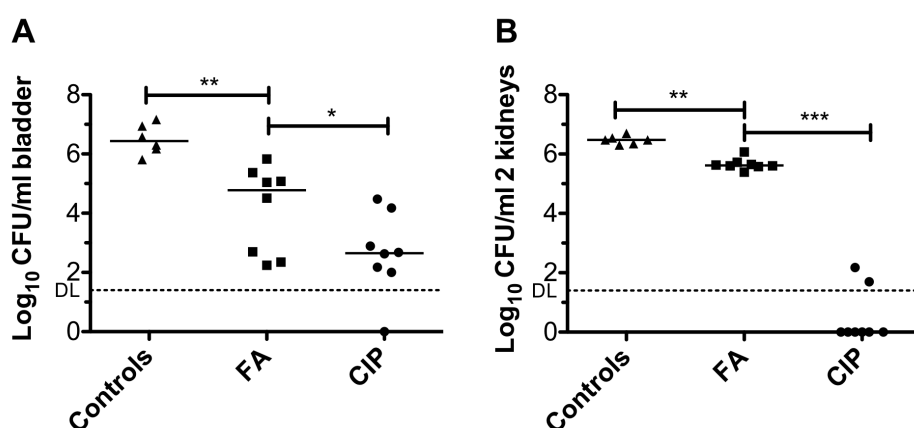 A
Log10 CFU/ml bladder
8
6
4
2
DL
0
**
*
Controls
FA
CIP
B
Log10 CFU/ml 2 kidneys
8
6
4
2
DL
0
**
***
Controls
FA
CIP